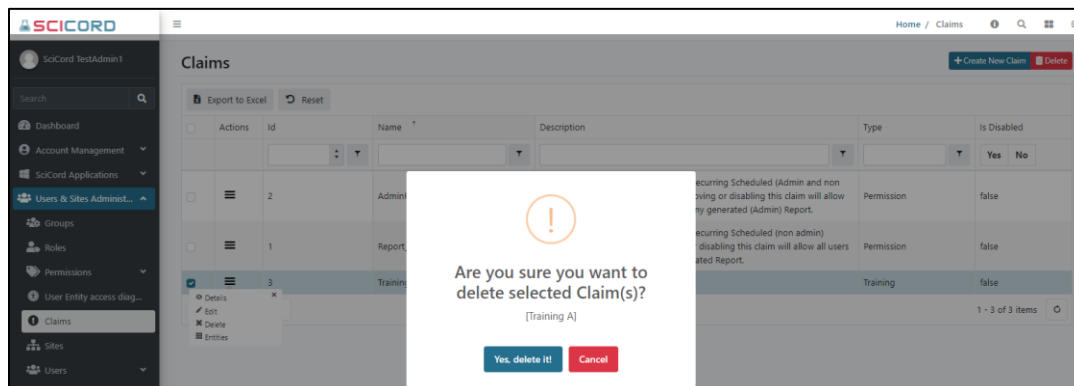 SCICORD
Home / Claims
SciCord TestAdmin1
Claims
Create New Claim
Delete
Search
Export to Excel
Reset
Dashboard
Actions
Id
Name
Description
Type
Is Disabled
Account Management
Yes
No
SciCord Applications
ecurring Scheduled (Admin and non
Users & Sites Administ...
2
oving or disabling this claim will allow
Permission
false
ny generated (Admin) Report.
Groups
ecurring Scheduled (non admin)
Roles
1
Report_
disabling this claim will allow all users
Permission
false
ated Report.
Permissions
Are you sure you want to
delete selected Claim(s)?
3
Training
Training
false
User Entity access diag...
Details
Edit
Delete
Entities
[Training A]
1 - 3 of 3 items
Claims
Sites
Yes, delete it!
Cancel
Users